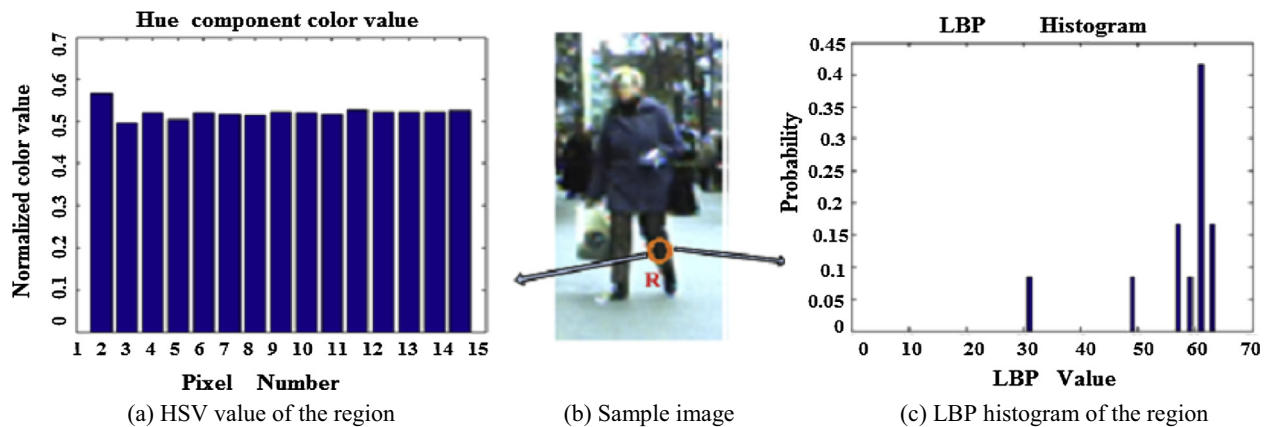 Hue component color value
Normalized color value
0.7
0.6
0.5
0.4
0.3
0.2
0.1
0
1 2 3 4 5 6 7 8 9 10 11 12 13 14 15
Pixel Number
(a) HSV value of the region
R
(b) Sample image
LBP Histogram
Probability
0.45
0.4
0.35
0.3
0.25
0.2
0.15
0.1
0.05
0
0 10 20 30 40 50 60 70
LBP Value
(c) LBP histogram of the region